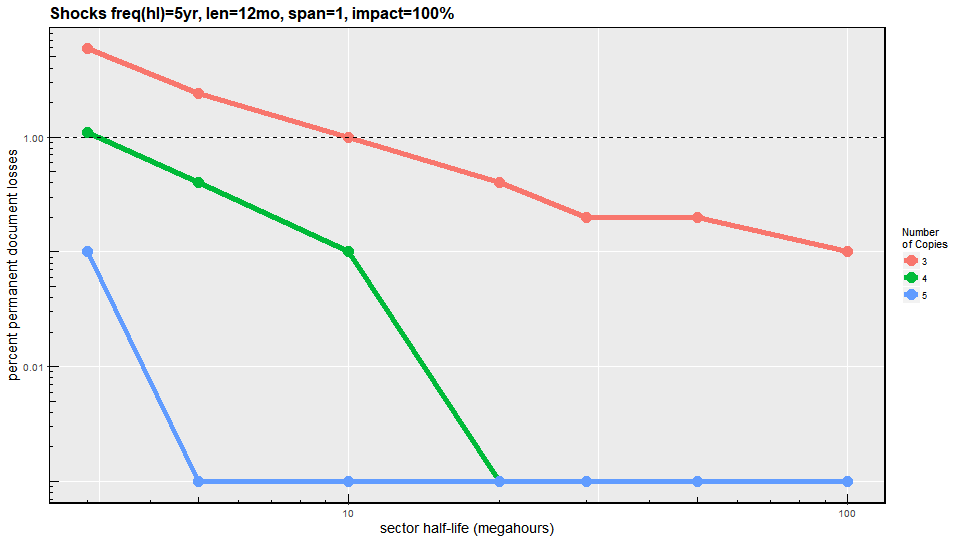 Shocks freq(hl)=5yr, len=12mo, span=1, impact=100%
percent permanent document losses
1.00
0.01
10
100
sector half-life (megahours)
Number
of Copies
3
4
5